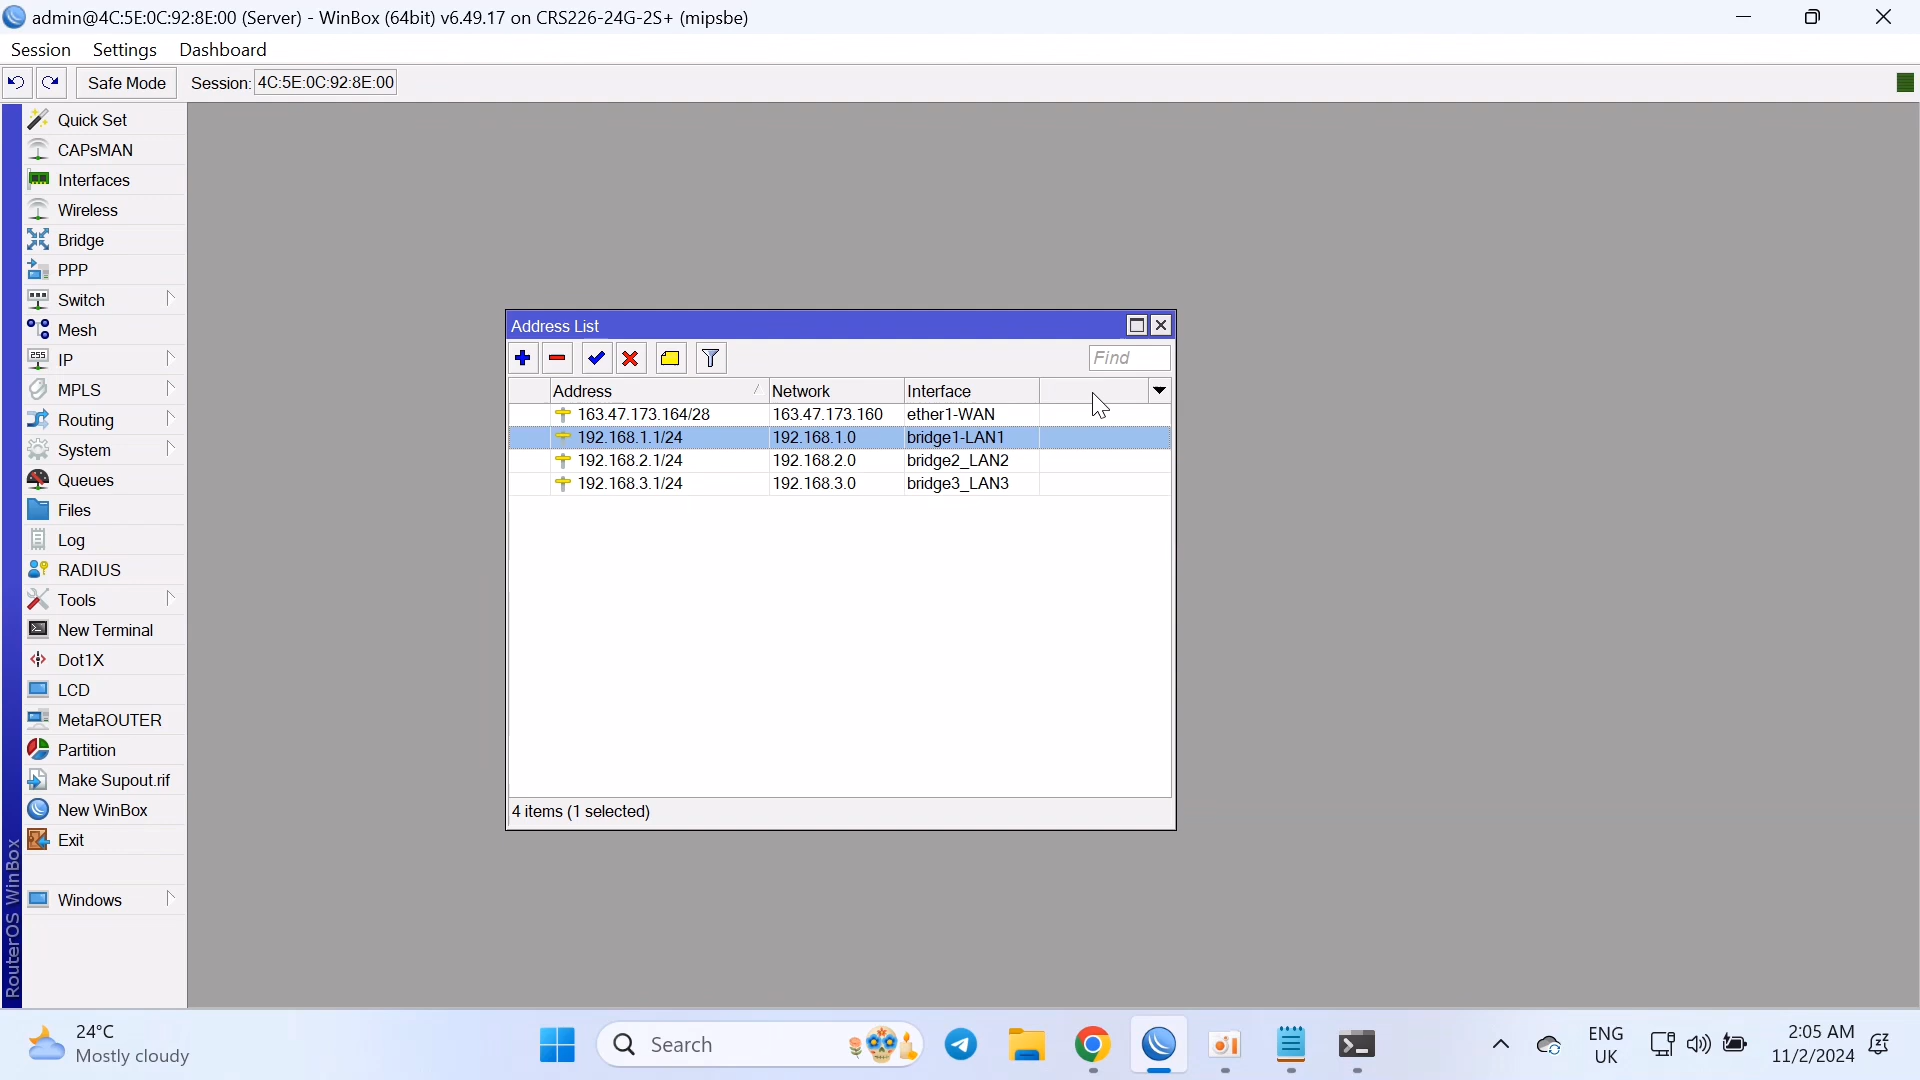 admin@4C:5E:0C:92:8E:00 (Server) - WinBox (64bit) v6.49.17 on CRS226-24G-2S+ (mipsbe)
Session Settings Dashboard
Safe Mode Session: 4C:5E:0C:92:8E:00
Quick Set
CAPsMAN
Interfaces
Wireless
Bridge
PPP
Switch
Mesh
255 IP
MPLS
Routing
System
Queues
Files
Log
RADIUS
Tools
New Terminal
Dot1X
LCD
MetaROUTER
Partition
Make Supout.rif
New WinBox
Exit
Windows
RouterOS WinBox
Address List
Find
Address Network Interface
163.47.173.164/28 163.47.173.160 ether1-WAN
192.168.1.1/24 192.168.1.0 bridge1-LAN1
192.168.2.1/24 192.168.2.0 bridge2_LAN2
192.168.3.1/24 192.168.3.0 bridge3_LAN3
4 items (1 selected)
24°C
Mostly cloudy
Search
ENG
UK
2:05 AM
11/2/2024